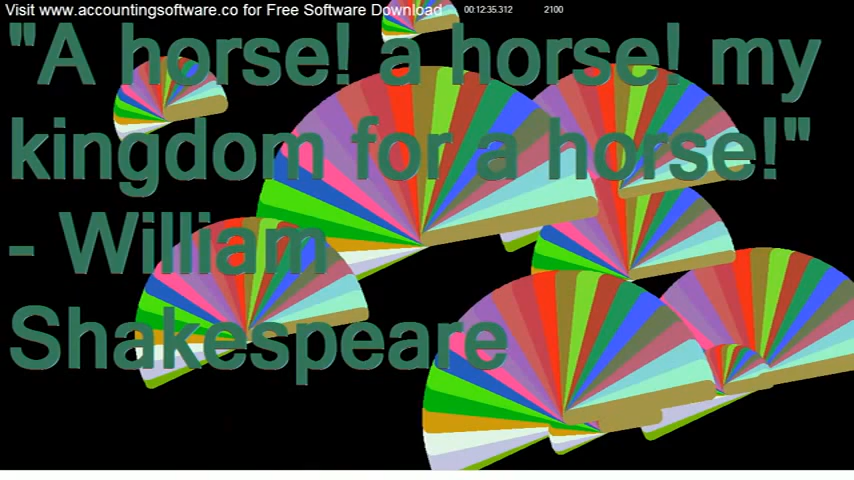 Visit www.accountingsoftware.co for Free Software Download 00:12:35.312 2100
"A horse! a horse! my
kingdom for a horse!"
- William
Shakespeare